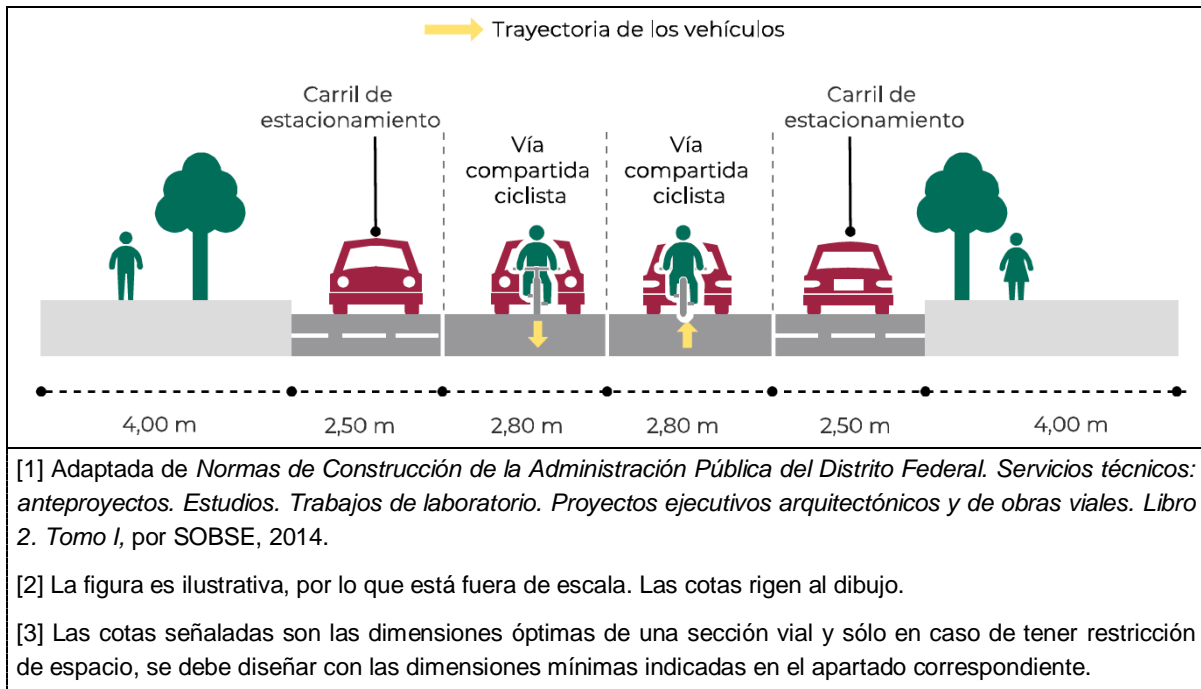 Trayectoria de los vehículos
Carril de
estacionamiento
Vía
compartida
ciclista
Vía
compartida
ciclista
Carril de
estacionamiento
4,00 m
2,50 m
2,80 m
2,80 m
2,50 m
4,00 m
[1] Adaptada de Normas de Construcción de la Administración Pública del Distrito Federal. Servicios técnicos:
anteproyectos. Estudios. Trabajos de laboratorio. Proyectos ejecutivos arquitectónicos y de obras viales. Libro
2. Tomo I, por SOBSE, 2014.
[2] La figura es ilustrativa, por lo que está fuera de escala. Las cotas rigen al dibujo.
[3] Las cotas señaladas son las dimensiones óptimas de una sección vial y sólo en caso de tener restricción
de espacio, se debe diseñar con las dimensiones mínimas indicadas en el apartado correspondiente.